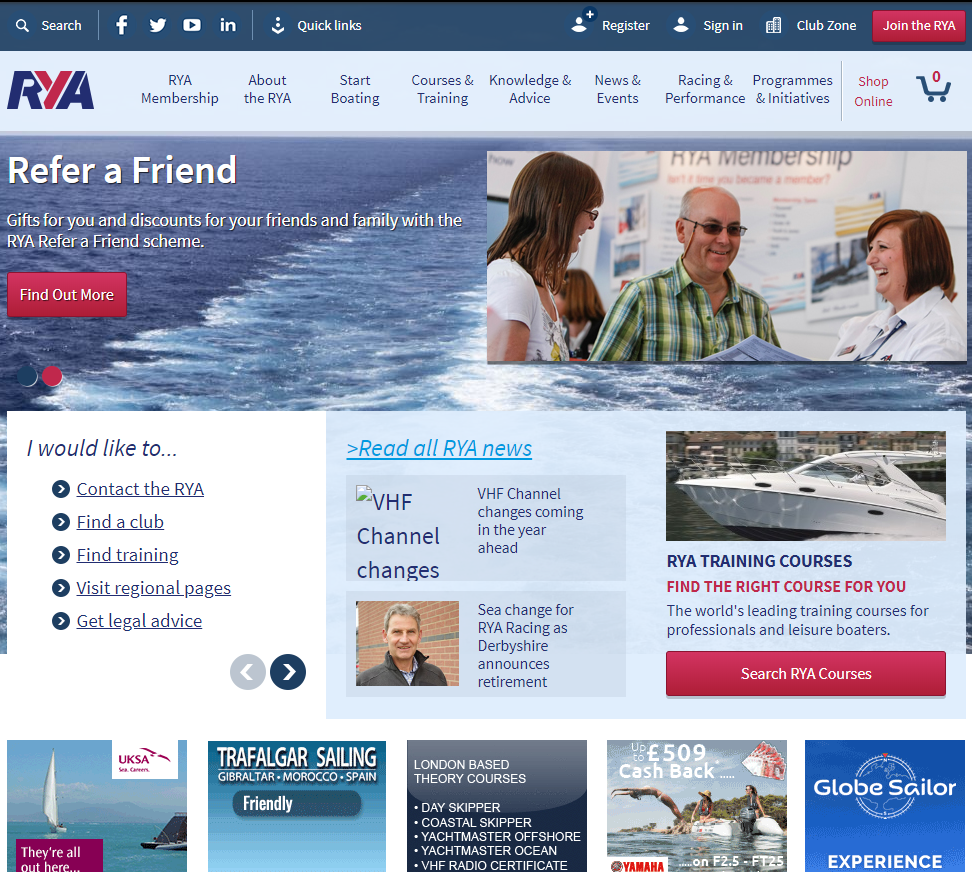 Search
Quick links
Register
Sign in
Club Zone
Join the RYA
RYA
RYA
Membership
About
the RYA
Start
Boating
Courses &
Training
Knowledge &
Advice
News &
Events
Racing &
Performance
Programmes
& Initiatives
Shop
Online
0
Refer a Friend
Gifts for you and discounts for your friends and family with the
RYA Refer a Friend scheme.
Find Out More
how
RYA Membership
Isn't it time you became a member?
I would like to...
Contact the RYA
Find a club
Find training
Visit regional pages
Get legal advice
>Read all RYA news
VHF
Channel
changes
VHF Channel
changes coming
in the year
ahead
Sea change for
RYA Racing as
Derbyshire
announces
retirement
RYA TRAINING COURSES
FIND THE RIGHT COURSE FOR YOU
The world's leading training courses for
professionals and leisure boaters.
Search RYA Courses
UKSA
Sea. Careers.
They're all
out here...
TRAFALGAR SAILING
GIBRALTAR • MOROCCO • SPAIN
Friendly
LONDON BASED
THEORY COURSES
• DAY SKIPPER
• COASTAL SKIPPER
• YACHTMASTER OFFSHORE
• YACHTMASTER OCEAN
• VHF RADIO CERTIFICATE
Up to £509
Cash Back .....
YAMAHA
.....on F2.5 - FT25
Globe Sailor
EXPERIENCE